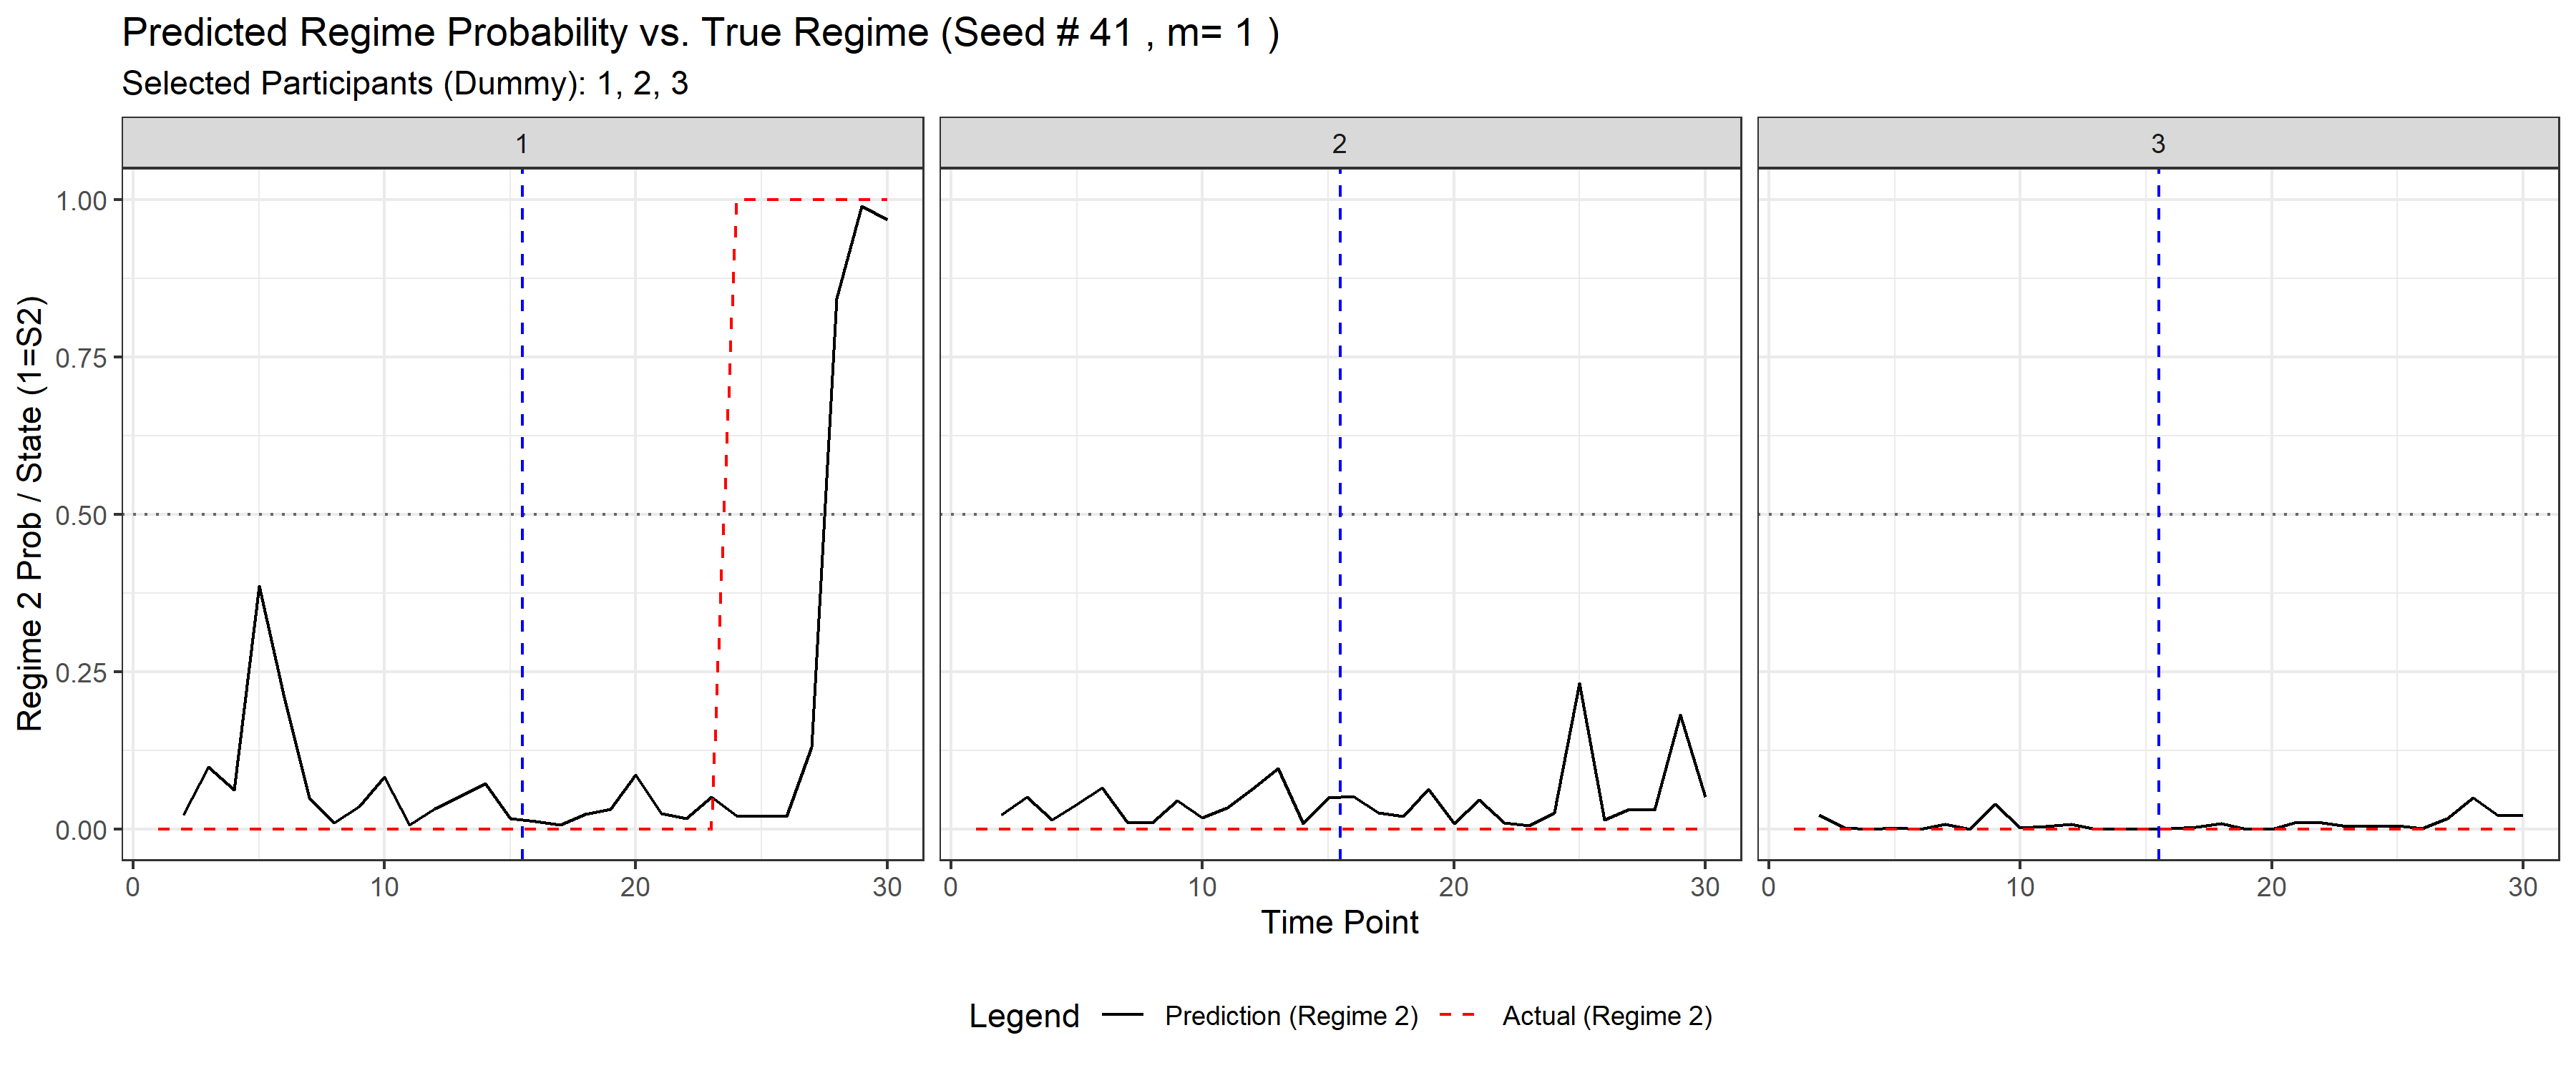 Predicted Regime Probability vs. True Regime (Seed # 41 , m= 1 )
Selected Participants (Dummy): 1, 2, 3
1
2
3
Regime 2 Prob / State (1=S2)
1.00
0.75
0.50
0.25
0.00
0
10
20
30
0
10
20
30
0
10
20
30
Time Point
Legend
Prediction (Regime 2)
Actual (Regime 2)